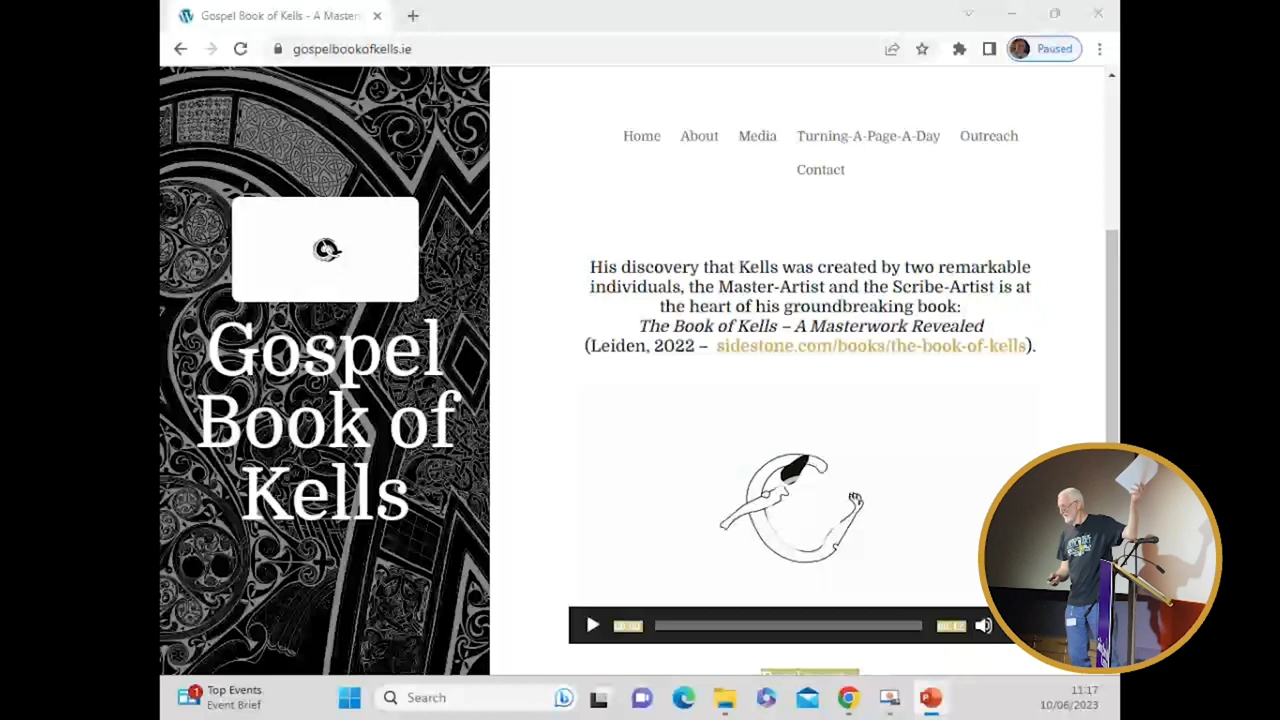 Gospel Book of Kells – A Master
gospelbookofkells.ie
Paused
Home About Media Turning-A-Page-A-Day Outreach
Contact
Gospel
Book of
Kells
His discovery that Kells was created by two remarkable
individuals, the Master-Artist and the Scribe-Artist is at
the heart of his groundbreaking book:
The Book of Kells – A Masterwork Revealed
(Leiden, 2022 – sidestone.com/books/the-book-of-kells).
1
Top Events
Event Brief
Search
11:17
10/06/2023